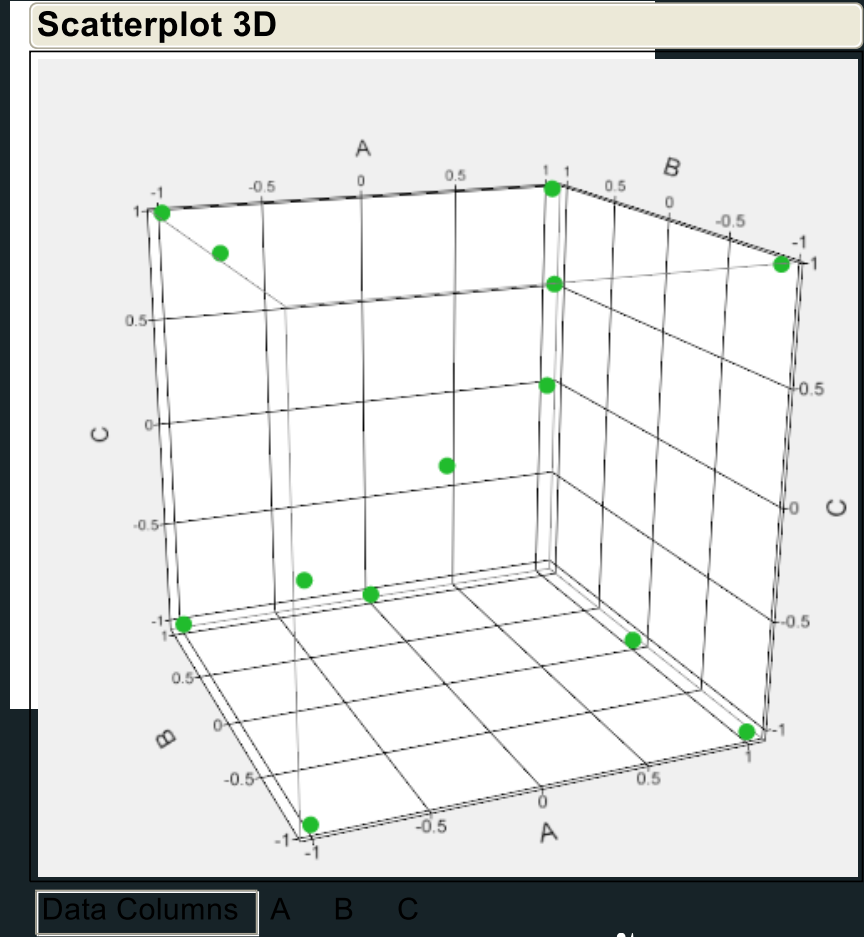 Scatterplot 3D
A
B
-1 -0.5 0 0.5 1 1 0.5 0 -0.5 -1
1 1
0.5 0.5
0 0
C C
-0.5 -0.5
-1 -1
1 0.5 0 -0.5 -1
B
-1 -0.5 0 0.5 1
A
Data Columns A B C